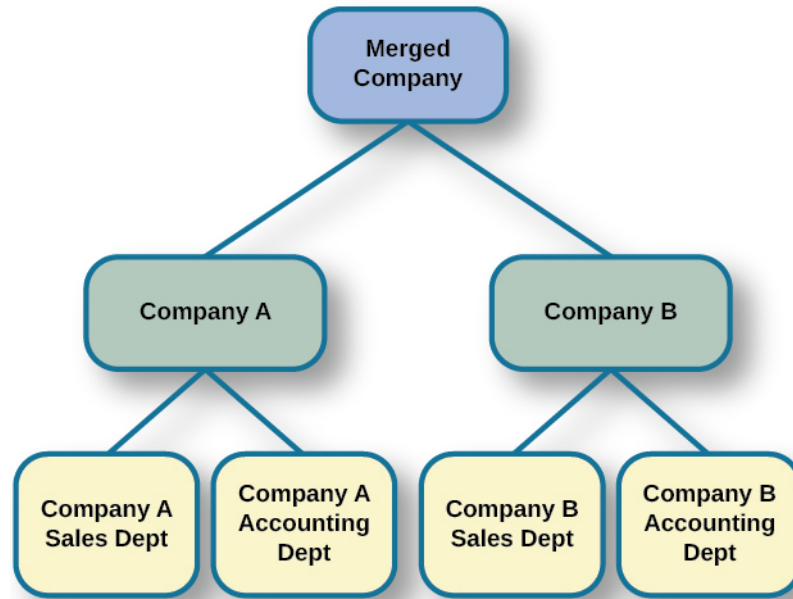 Merged
Company
Company A
Company B
Company A
Sales Dept
Company A
Accounting
Dept
Company B
Sales Dept
Company B
Accounting
Dept